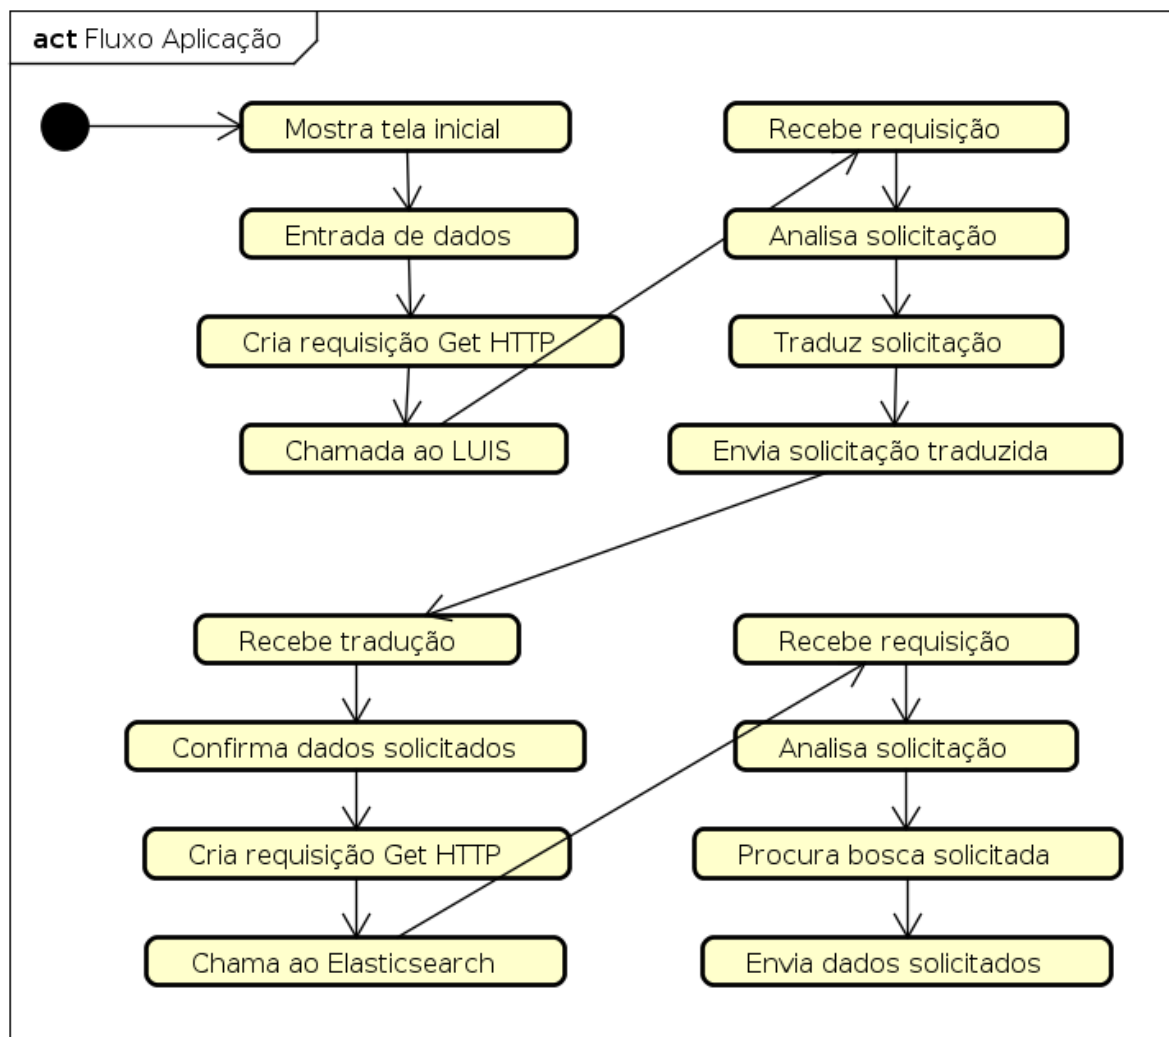 act Fluxo Aplicação
Mostra tela inicial
Entrada de dados
Cria requisição Get HTTP
Chamada ao LUIS
Recebe requisição
Analisa solicitação
Traduz solicitação
Envia solicitação traduzida
Recebe tradução
Confirma dados solicitados
Cria requisição Get HTTP
Chama ao Elasticsearch
Recebe requisição
Analisa solicitação
Procura bosca solicitada
Envia dados solicitados